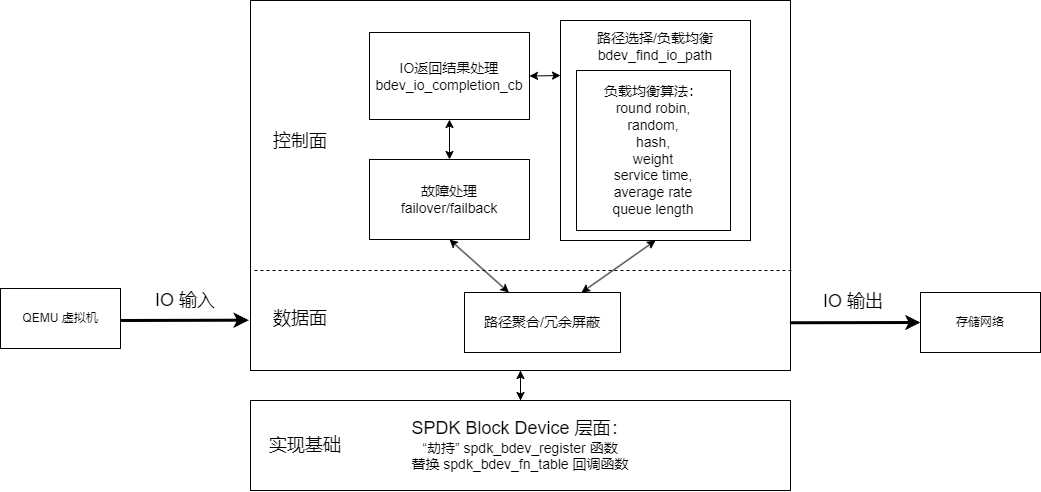 IO返回结果处理
bdev_io_completion_cb
路径选择/负载均衡
bdev_find_io_path
负载均衡算法：
round robin,
random,
hash,
weight
service time,
average rate
queue length
控制面
故障处理
failover/failback
QEMU 虚拟机
IO 输入
数据面
路径聚合/冗余屏蔽
IO 输出
存储网络
实现基础
SPDK Block Device 层面：
“劫持” spdk_bdev_register 函数
替换 spdk_bdev_fn_table 回调函数